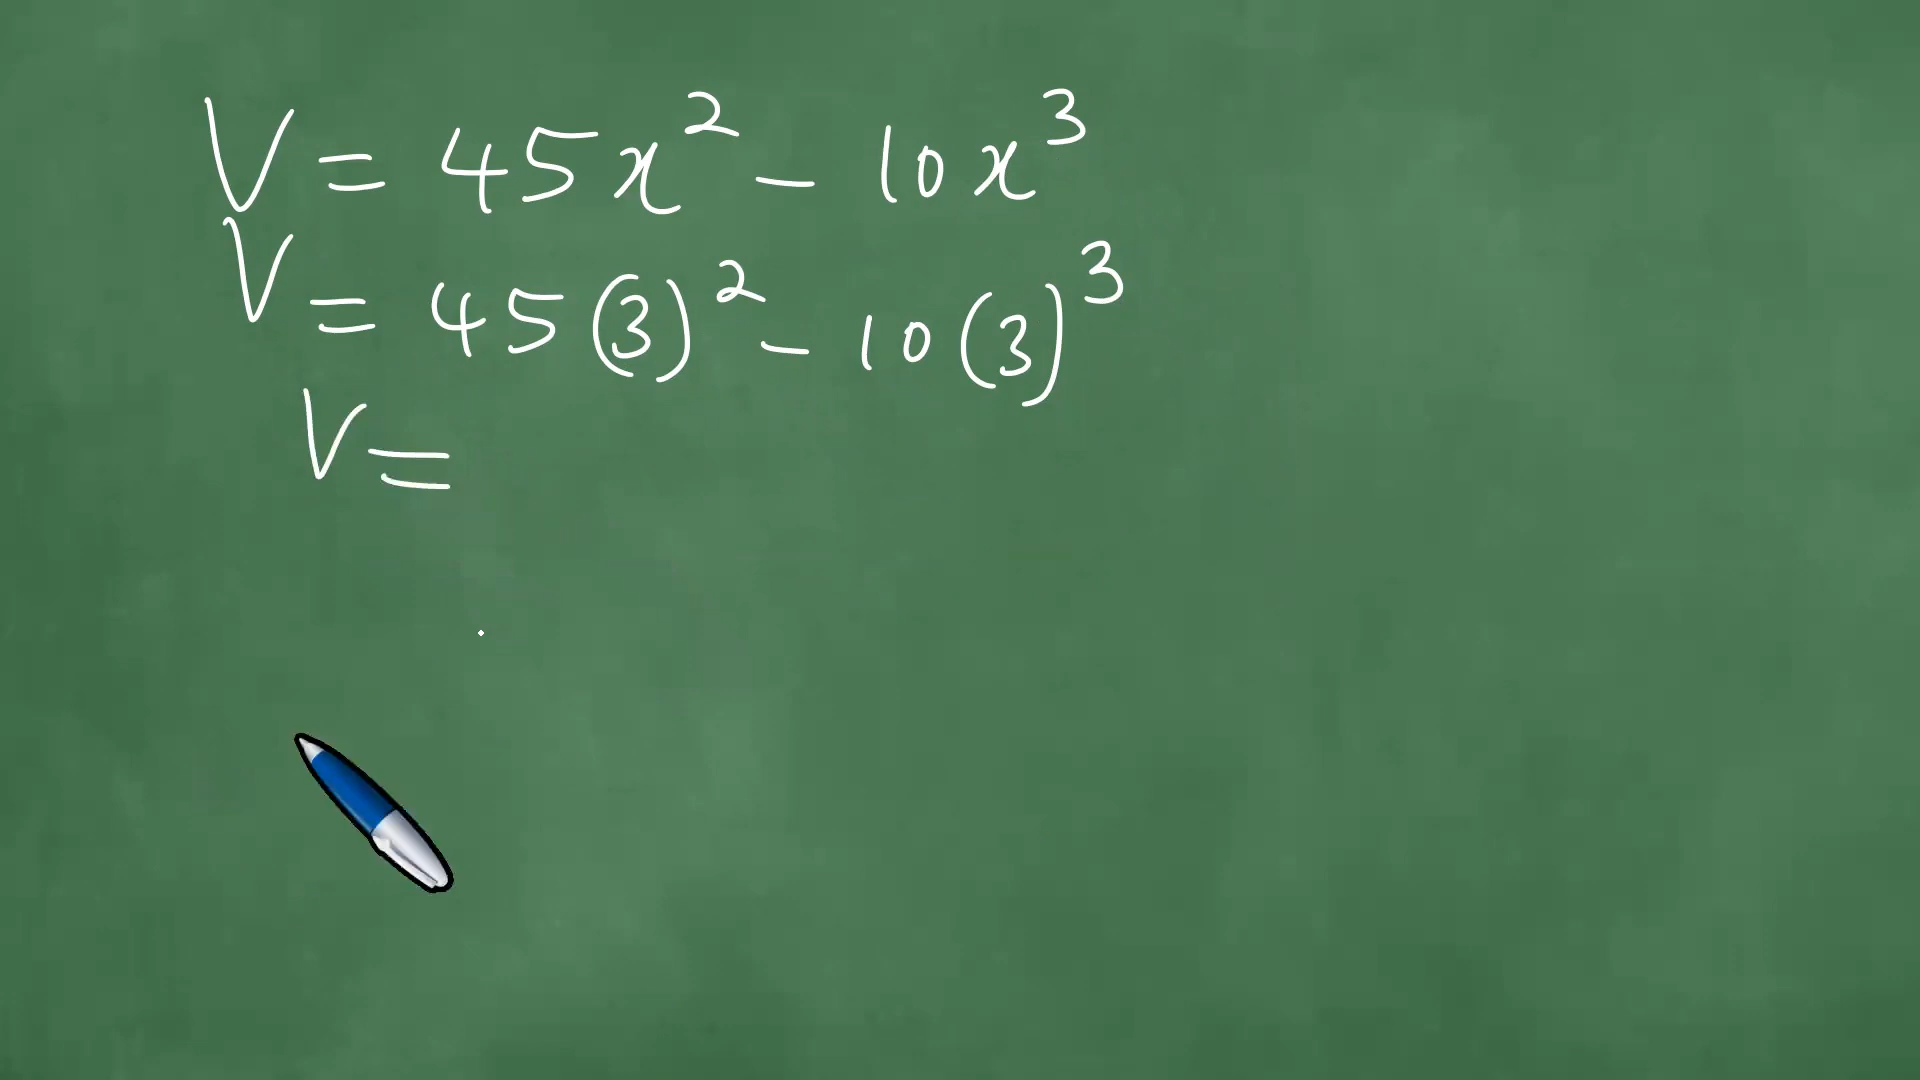 V = 45x² - 10x³
V = 45(3)² - 10(3)³
V =